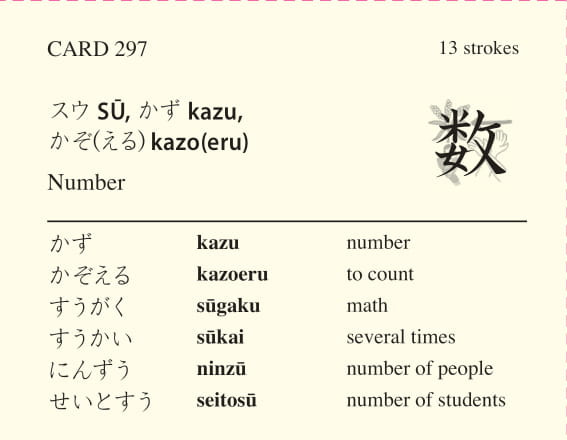 CARD 297
13 strokes
スウ SŪ, かず kazu,
かぞ(える) kazo(eru)
数
Number
かず kazu number
かぞえる kazoeru to count
すうがく sūgaku math
すうかい sūkai several times
にんずう ninzū number of people
せいとすう seitosū number of students